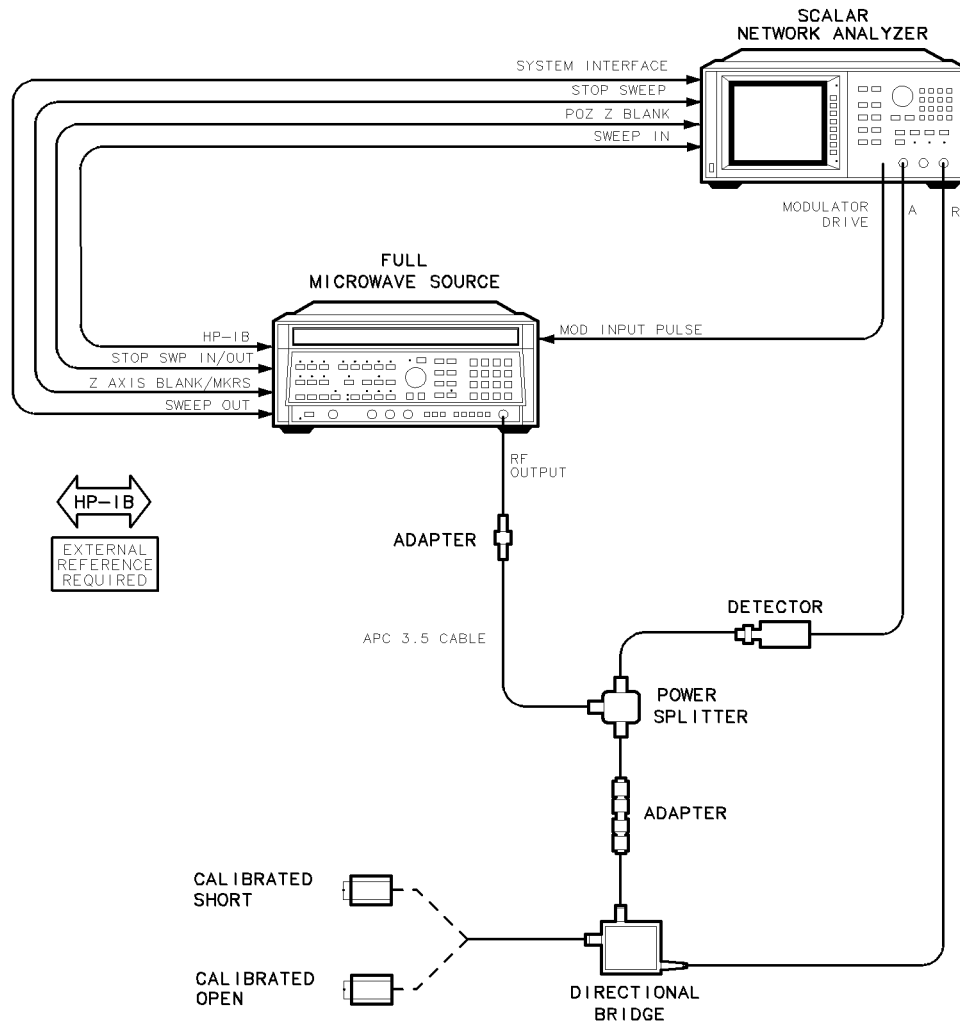 SCALAR
NETWORK ANALYZER
SYSTEM INTERFACE
STOP SWEEP
POZ Z BLANK
SWEEP IN
MODULATOR
DRIVE
A
R
FULL
MICROWAVE SOURCE
HP-IB
STOP SWP IN/OUT
Z AXIS BLANK/MKRS
SWEEP OUT
MOD INPUT PULSE
RF
OUTPUT
HP-IB
EXTERNAL
REFERENCE
REQUIRED
ADAPTER
APC 3.5 CABLE
DETECTOR
POWER
SPLITTER
ADAPTER
CALIBRATED
SHORT
CALIBRATED
OPEN
DIRECTIONAL
BRIDGE